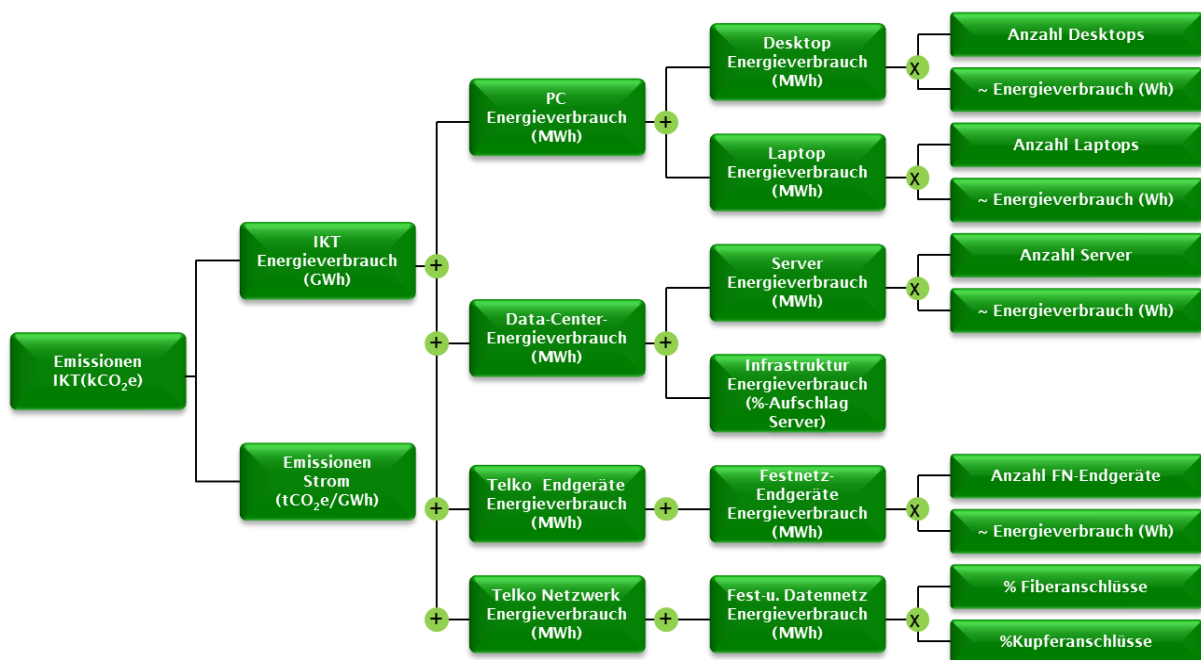 Emissionen
IKT(kCO₂e)
IKT
Energieverbrauch
(GWh)
Emissionen
Strom
(tCO₂e/GWh)
+
+
+
+
PC
Energieverbrauch
(MWh)
Data-Center-
Energieverbrauch
(MWh)
Telko Endgeräte
Energieverbrauch
(MWh)
Telko Netzwerk
Energieverbrauch
(MWh)
+
+
+
+
Desktop
Energieverbrauch
(MWh)
Laptop
Energieverbrauch
(MWh)
Server
Energieverbrauch
(MWh)
Infrastruktur
Energieverbrauch
(%-Aufschlag
Server)
Festnetz-
Endgeräte
Energieverbrauch
(MWh)
Fest-u. Datennetz
Energieverbrauch
(MWh)
x
x
x
x
x
Anzahl Desktops
~ Energieverbrauch (Wh)
Anzahl Laptops
~ Energieverbrauch (Wh)
Anzahl Server
~ Energieverbrauch (Wh)
Anzahl FN-Endgeräte
~ Energieverbrauch (Wh)
% Fiberanschlüsse
%Kupferanschlüsse